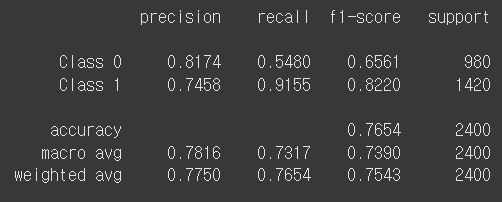 precision recall f1-score support
Class 0 0.8174 0.5480 0.6561 980
Class 1 0.7458 0.9155 0.8220 1420
accuracy 0.7654 2400
macro avg 0.7816 0.7317 0.7390 2400
weighted avg 0.7750 0.7654 0.7543 2400